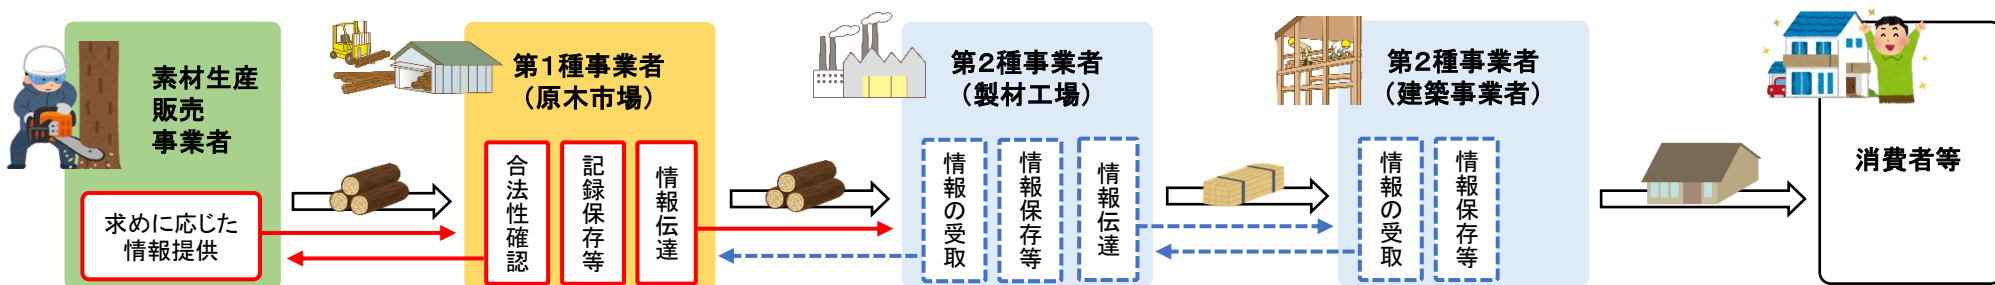 素材生産
販売
事業者
求めに応じた
情報提供
第1種事業者
（原木市場）
合法性確認
記録保存等
情報伝達
第2種事業者
（製材工場）
情報の受取
情報保存等
情報伝達
第2種事業者
（建築事業者）
情報の受取
情報保存等
消費者等